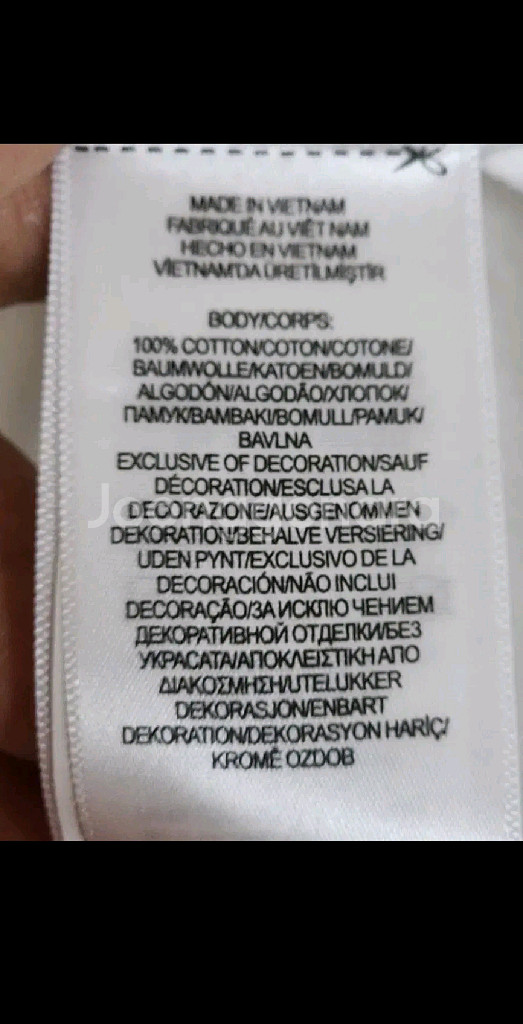 MADE IN VIETNAM
FABRIQUÉ AU VIÊT NAM
HECHO EN VIETNAM
VİETNAM'DA ÜRETİLMİŞTİR
BODY/CORPS:
100% COTTON/COTON/COTONE/
BAUMWOLLE/KATOEN/BOMULD/
ALGODÓN/ALGODÃO/ХЛОПОК/
ПАМУК/BAMBAKI/BOMULL/PAMUK/
BAVLNA
EXCLUSIVE OF DECORATION/SAUF
DÉCORATION/ESCLUSA LA
DECORAZIONE/AUSGENOMMEN
DEKORATION/BEHALVE VERSIERING/
UDEN PYNT/EXCLUSIVO DE LA
DECORACIÓN/NÃO INCLUI
DECORAÇÃO/ЗА ИСКЛЮ ЧЕНИЕМ
ДЕКОРАТИВНОЙ ОТДЕЛКИ/БЕЗ
УКРАСАТА/ΑΠΟΚΛΕΙΣΤΙΚΗ ΑΠΟ
ΔΙΑΚΟΣΜΗΣΗ/UTELUKKER
DEKORASJON/ENBART
DEKORATION/DEKORASYON HARİÇ/
KROMĚ OZDOB